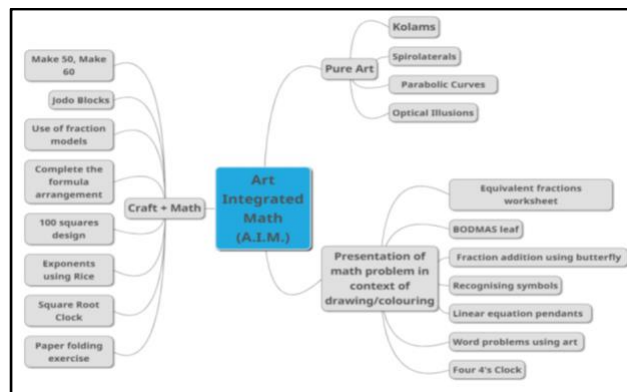 Art
Integrated
Math
(A.I.M.)
Pure Art
Kolams
Spirolaterals
Parabolic Curves
Optical Illusions
Presentation of
math problem in
context of
drawing/colouring
Equivalent fractions
worksheet
BODMAS leaf
Fraction addition using butterfly
Recognising symbols
Linear equation pendants
Word problems using art
Four 4's Clock
Craft + Math
Make 50, Make
60
Jodo Blocks
Use of fraction
models
Complete the
formula
arrangement
100 squares
design
Exponents
using Rice
Square Root
Clock
Paper folding
exercise